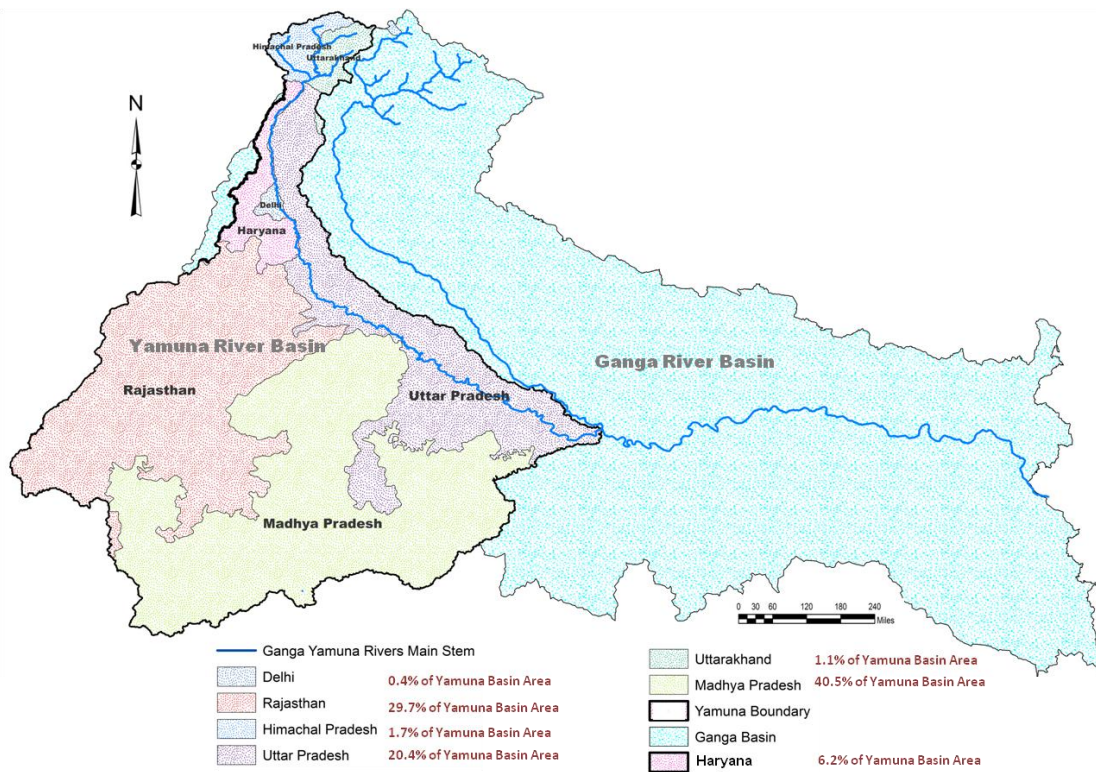 Himachal Pradesh
Uttarakhand
N
Delhi
Haryana
Yamuna River Basin
Ganga River Basin
Rajasthan
Uttar Pradesh
Madhya Pradesh
0 30 60 120 180 240
Miles
Ganga Yamuna Rivers Main Stem
Delhi 0.4% of Yamuna Basin Area
Rajasthan 29.7% of Yamuna Basin Area
Himachal Pradesh 1.7% of Yamuna Basin Area
Uttar Pradesh 20.4% of Yamuna Basin Area
Uttarakhand 1.1% of Yamuna Basin Area
Madhya Pradesh 40.5% of Yamuna Basin Area
Yamuna Boundary
Ganga Basin
Haryana 6.2% of Yamuna Basin Area